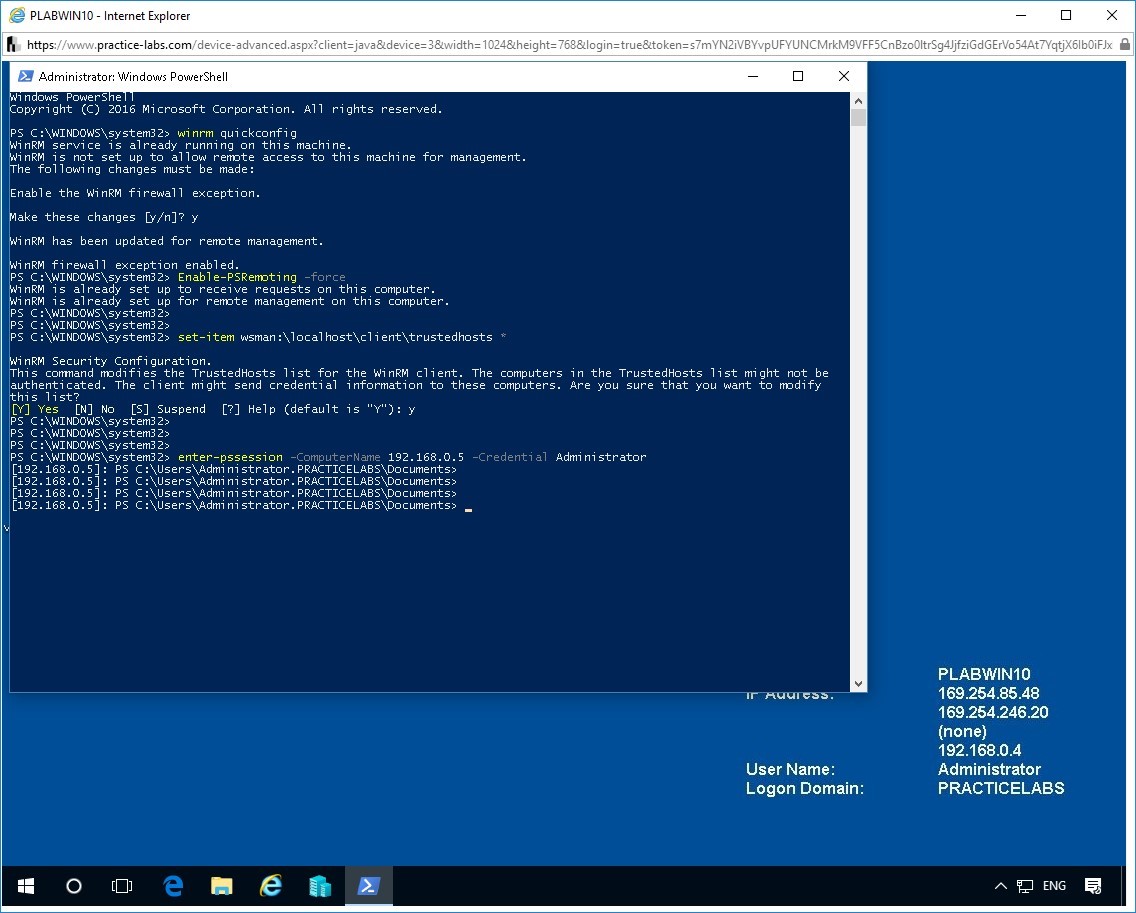 PLABWIN10 - Internet Explorer
https://www.practice-labs.com/device-advanced.aspx?client=java&device=3&width=1024&height=768&login=true&token=s7mYN2iVBYvpUFYUNCMrkM9VFF5CnBzo0ItrSg4JjfziGdGErVo54At7YqtjX6Ib0iFJx
Administrator: Windows PowerShell
Windows PowerShell
Copyright (C) 2016 Microsoft Corporation. All rights reserved.
PS C:\WINDOWS\system32> winrm quickconfig
WinRM service is already running on this machine.
WinRM is not set up to allow remote access to this machine for management.
The following changes must be made:
Enable the WinRM firewall exception.
Make these changes [y/n]? y
WinRM has been updated for remote management.
WinRM firewall exception enabled.
PS C:\WINDOWS\system32> Enable-PSRemoting -force
WinRM is already set up to receive requests on this computer.
WinRM is already set up for remote management on this computer.
PS C:\WINDOWS\system32>
PS C:\WINDOWS\system32>
PS C:\WINDOWS\system32> set-item wsman:\localhost\client\trustedhosts *
WinRM Security Configuration.
This command modifies the TrustedHosts list for the WinRM client. The computers in the TrustedHosts list might not be
authenticated. The client might send credential information to these computers. Are you sure that you want to modify
this list?
[Y] Yes  [N] No  [S] Suspend  [?] Help (default is "Y"): y
PS C:\WINDOWS\system32>
PS C:\WINDOWS\system32>
PS C:\WINDOWS\system32>
PS C:\WINDOWS\system32> enter-pssession -ComputerName 192.168.0.5 -Credential Administrator
[192.168.0.5]: PS C:\Users\Administrator.PRACTICELABS\Documents>
[192.168.0.5]: PS C:\Users\Administrator.PRACTICELABS\Documents>
[192.168.0.5]: PS C:\Users\Administrator.PRACTICELABS\Documents>
[192.168.0.5]: PS C:\Users\Administrator.PRACTICELABS\Documents> _
PLABWIN10
IP Address: 169.254.85.48
169.254.246.20
(none)
192.168.0.4
User Name: Administrator
Logon Domain: PRACTICELABS
ENG